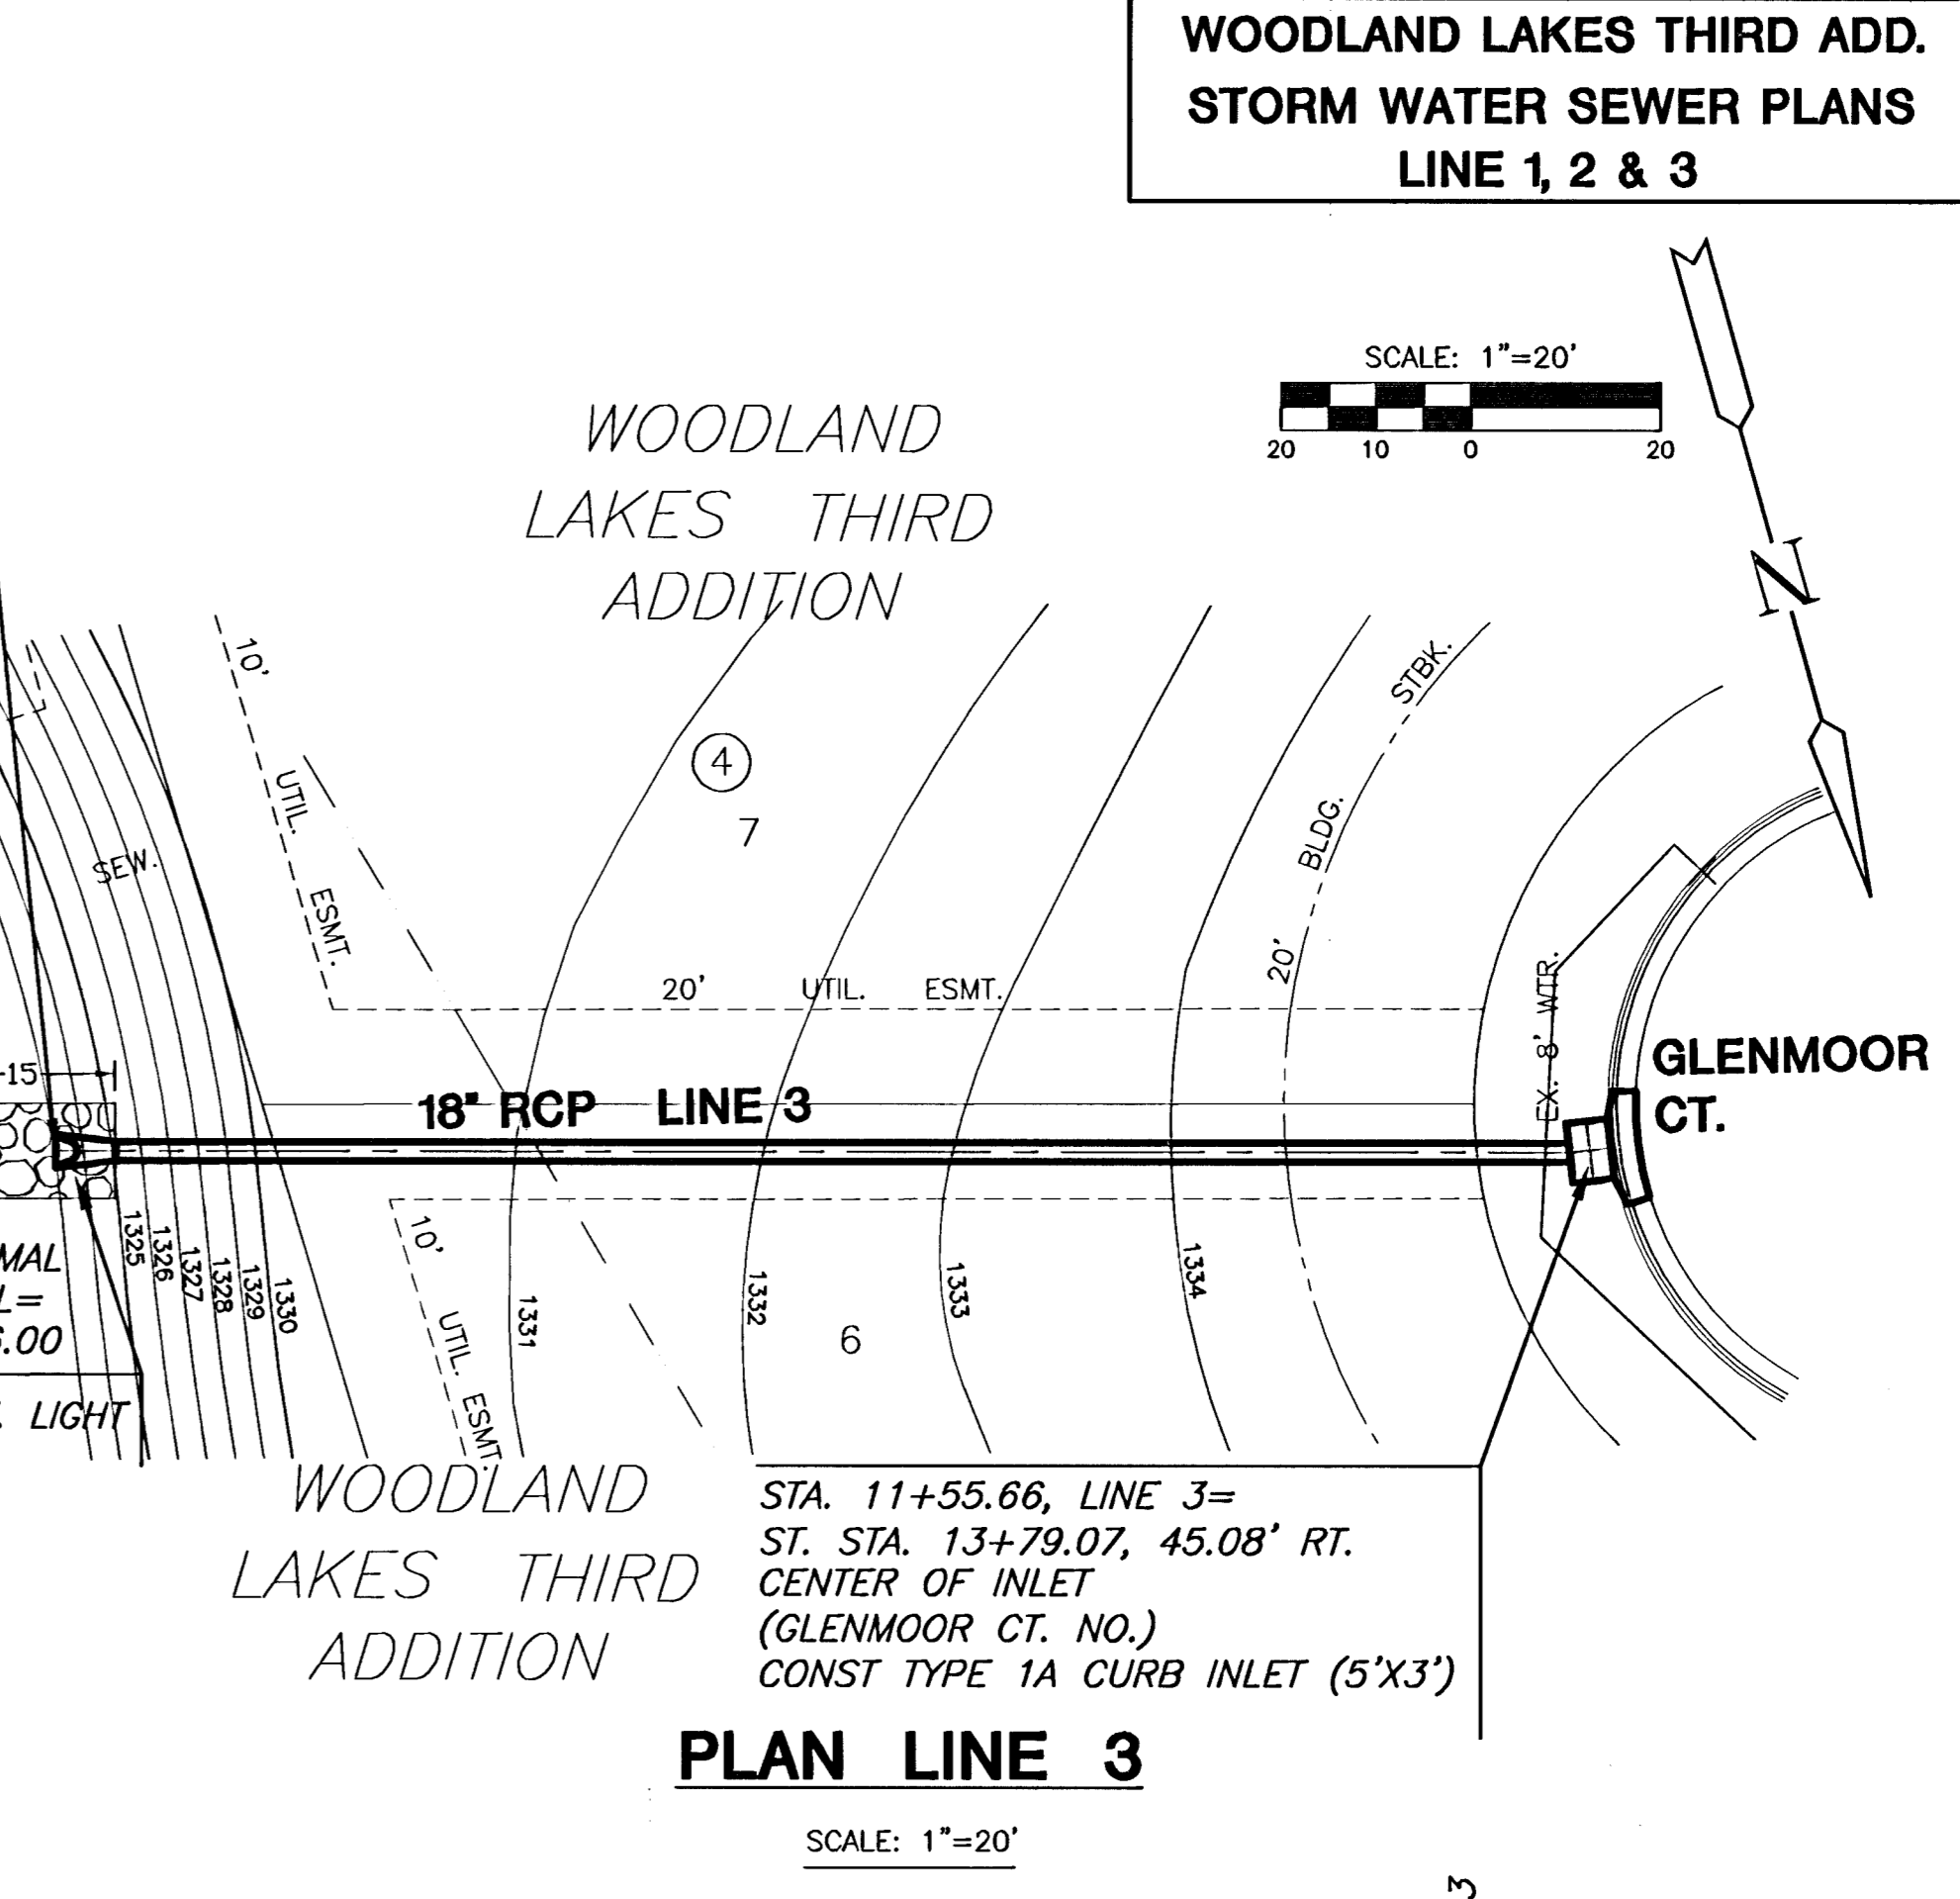 WOODLAND LAKES THIRD ADD.
STORM WATER SEWER PLANS
LINE 1, 2 & 3
SCALE: 1"=20'
20 10 0 20
N
WOODLAND
LAKES THIRD
ADDITION
10' UTIL. ESMT.
SEW.
4
7
20' BLDG. STBK.
20' UTIL. ESMT.
EX. 8' WTR.
GLENMOOR
CT.
15
18" RCP LINE 3
1325
1326
1327
1328
1329
1330
1331
1332
1333
1334
10' UTIL. ESMT.
6
LIGHT
WOODLAND
LAKES THIRD
ADDITION
STA. 11+55.66, LINE 3=
ST. STA. 13+79.07, 45.08' RT.
CENTER OF INLET
(GLENMOOR CT. NO.)
CONST TYPE 1A CURB INLET (5'X3')
PLAN LINE 3
SCALE: 1"=20'
3